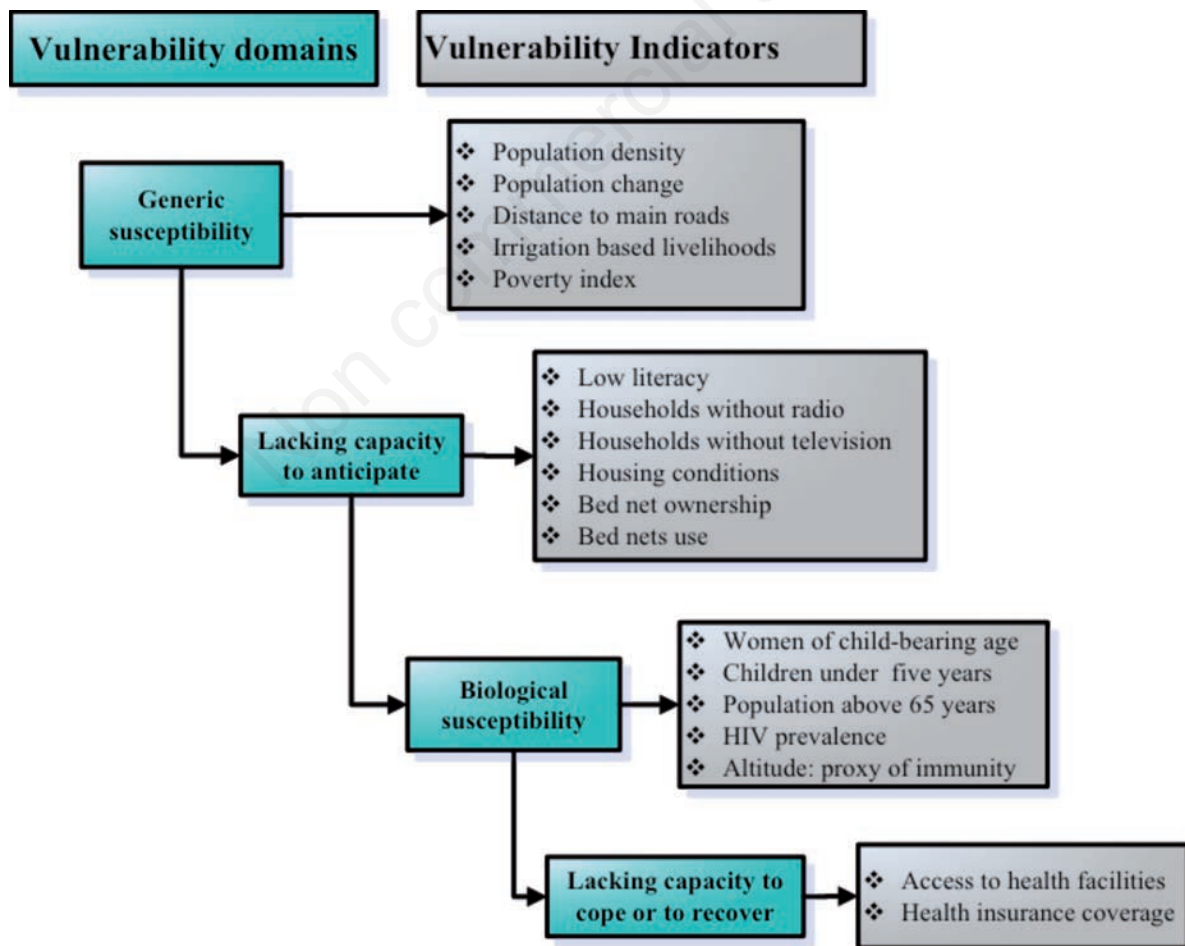 Vulnerability domains
Vulnerability Indicators
Generic
susceptibility
❖ Population density
❖ Population change
❖ Distance to main roads
❖ Irrigation based livelihoods
❖ Poverty index
Lacking capacity
to anticipate
❖ Low literacy
❖ Households without radio
❖ Households without television
❖ Housing conditions
❖ Bed net ownership
❖ Bed nets use
Biological
susceptibility
❖ Women of child-bearing age
❖ Children under five years
❖ Population above 65 years
❖ HIV prevalence
❖ Altitude: proxy of immunity
Lacking capacity to
cope or to recover
❖ Access to health facilities
❖ Health insurance coverage
commercial